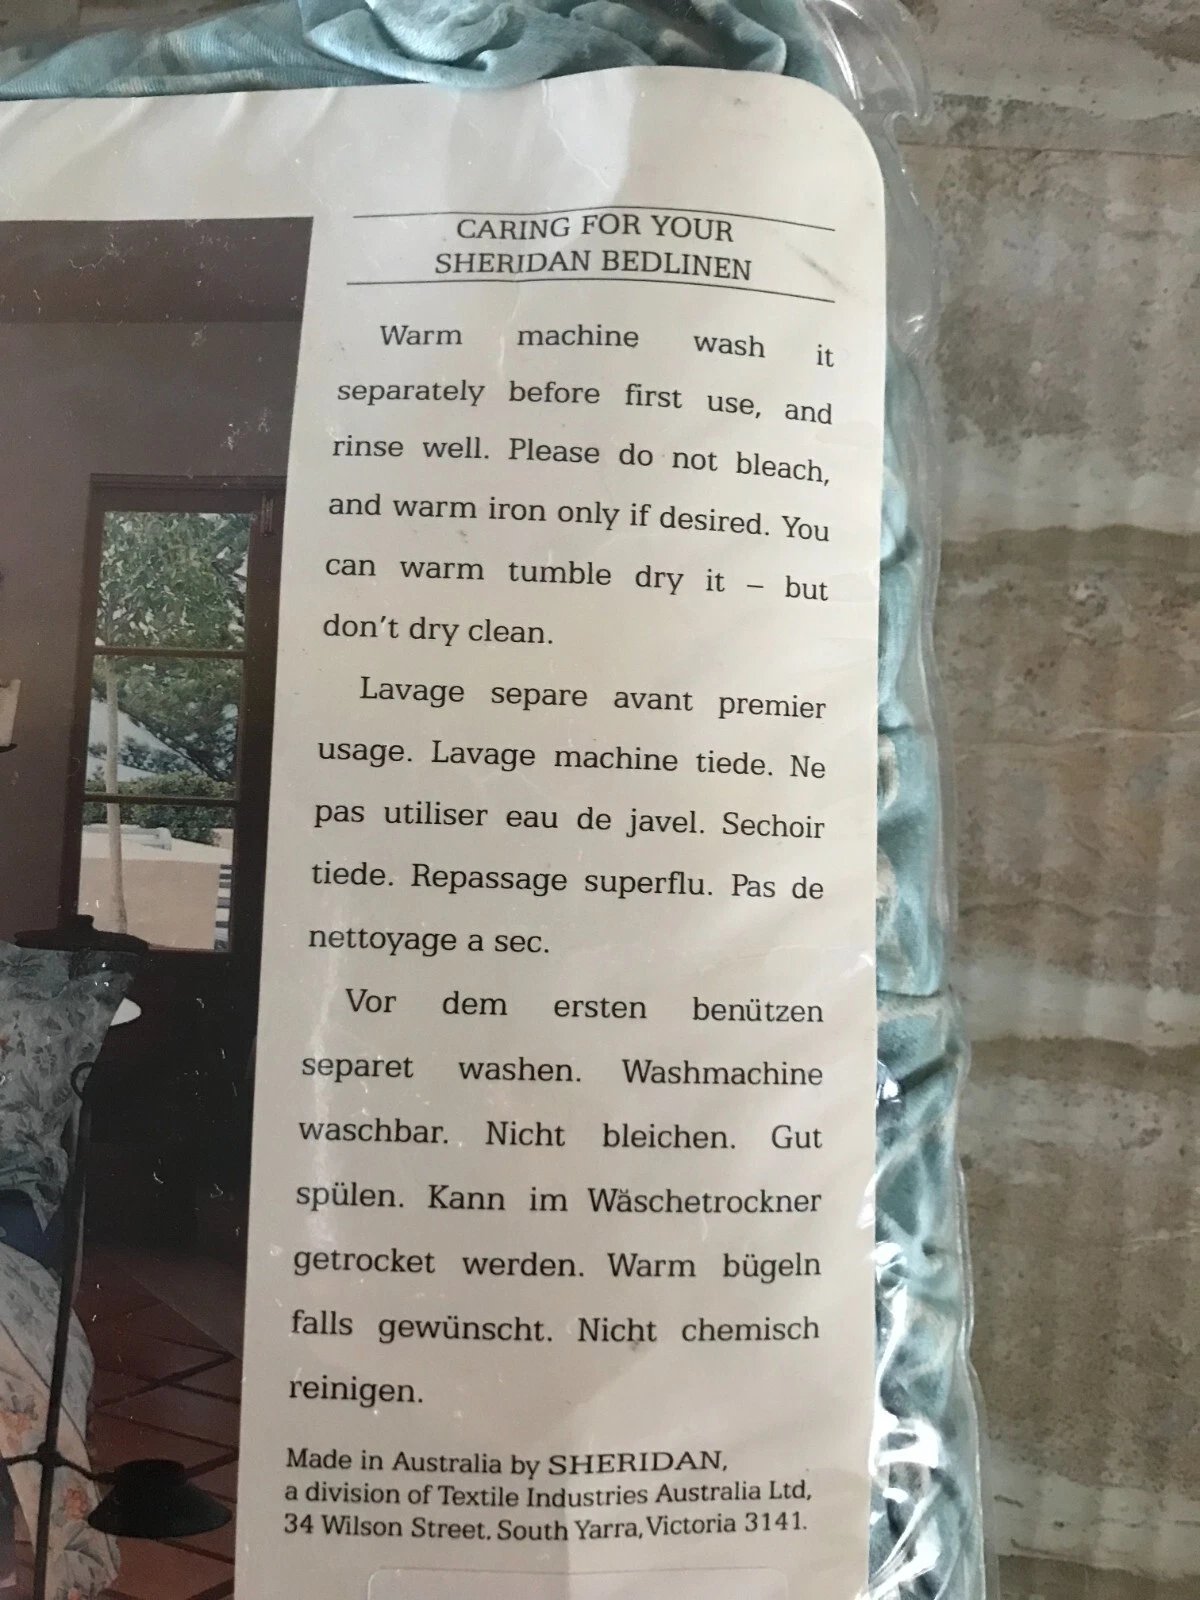 CARING FOR YOUR
SHERIDAN BEDLINEN
Warm machine wash it
separately before first use, and
rinse well. Please do not bleach,
and warm iron only if desired. You
can warm tumble dry it – but
don't dry clean.
Lavage separe avant premier
usage. Lavage machine tiede. Ne
pas utiliser eau de javel. Sechoir
tiede. Repassage superflu. Pas de
nettoyage a sec.
Vor dem ersten benützen
separet washen. Washmachine
waschbar. Nicht bleichen. Gut
spülen. Kann im Wäschetrockner
getrocket werden. Warm bügeln
falls gewünscht. Nicht chemisch
reinigen.
Made in Australia by SHERIDAN,
a division of Textile Industries Australia Ltd,
34 Wilson Street, South Yarra, Victoria 3141.